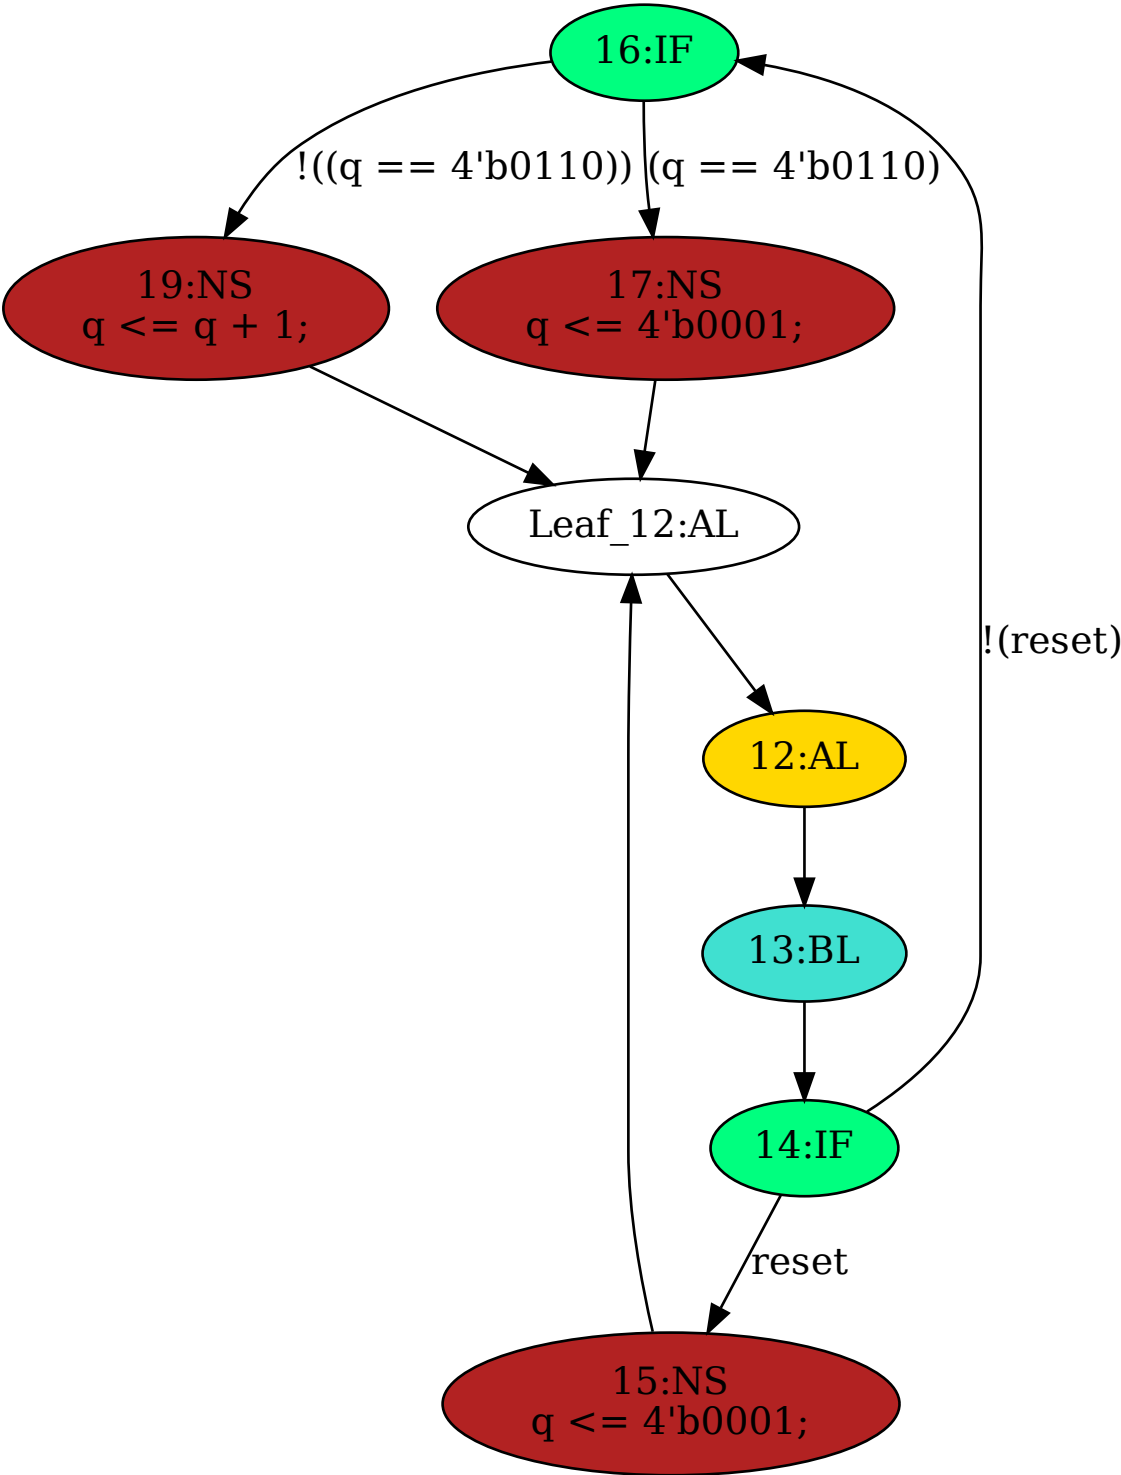 16:IF
!((q == 4'b0110))
(q == 4'b0110)
19:NS
q <= q + 1;
17:NS
q <= 4'b0001;
Leaf_12:AL
!(reset)
12:AL
13:BL
14:IF
reset
15:NS
q <= 4'b0001;